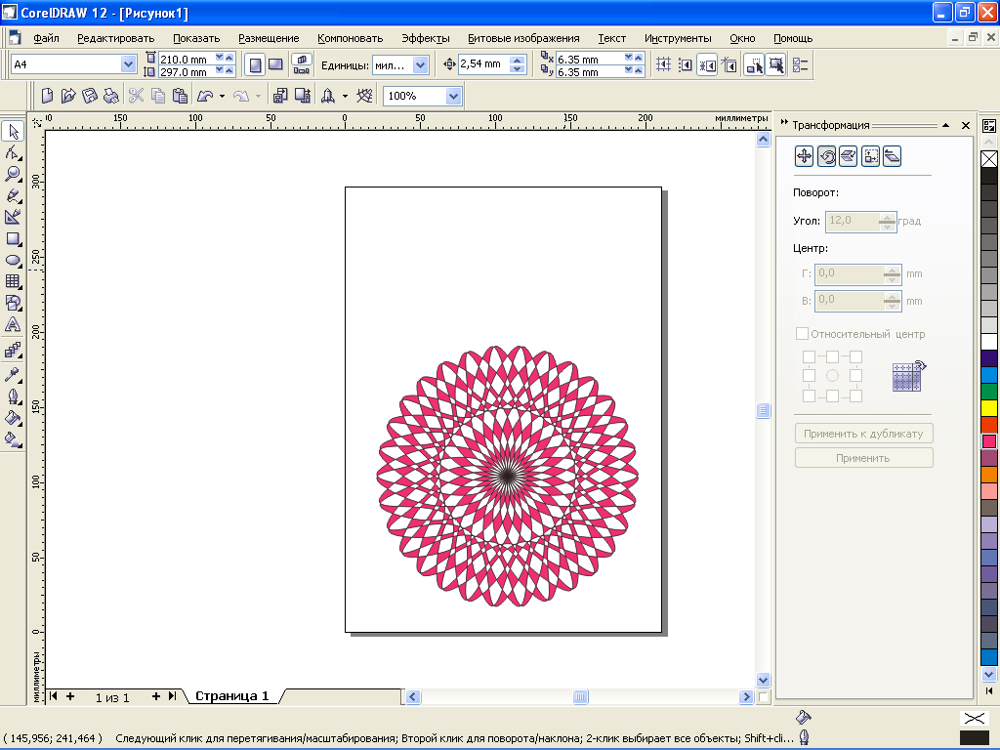 CorelDRAW 12 - [Рисунок1]
Файл Редактировать Показать Размещение Компоновать Эффекты Битовые изображения Текст Инструменты Окно Помощь
A4 210.0 mm 297.0 mm Единицы: мил... 2,54 mm 6.35 mm 6.35 mm
100%
150 100 50 0 50 100 150 200 миллиметры
Трансформация
300
250
200
150
100
50
0
миллиметры
Поворот:
Угол: 12,0 град
Центр:
Г: 0,0 mm
В: 0,0 mm
Относительный центр
Применить к дубликату
Применить
1 из 1 Страница 1
( 145,956; 241,464 ) Следующий клик для перетягивания/масштабирования; Второй клик для поворота/наклона; 2-клик выбирает все объекты; Shift+cli...